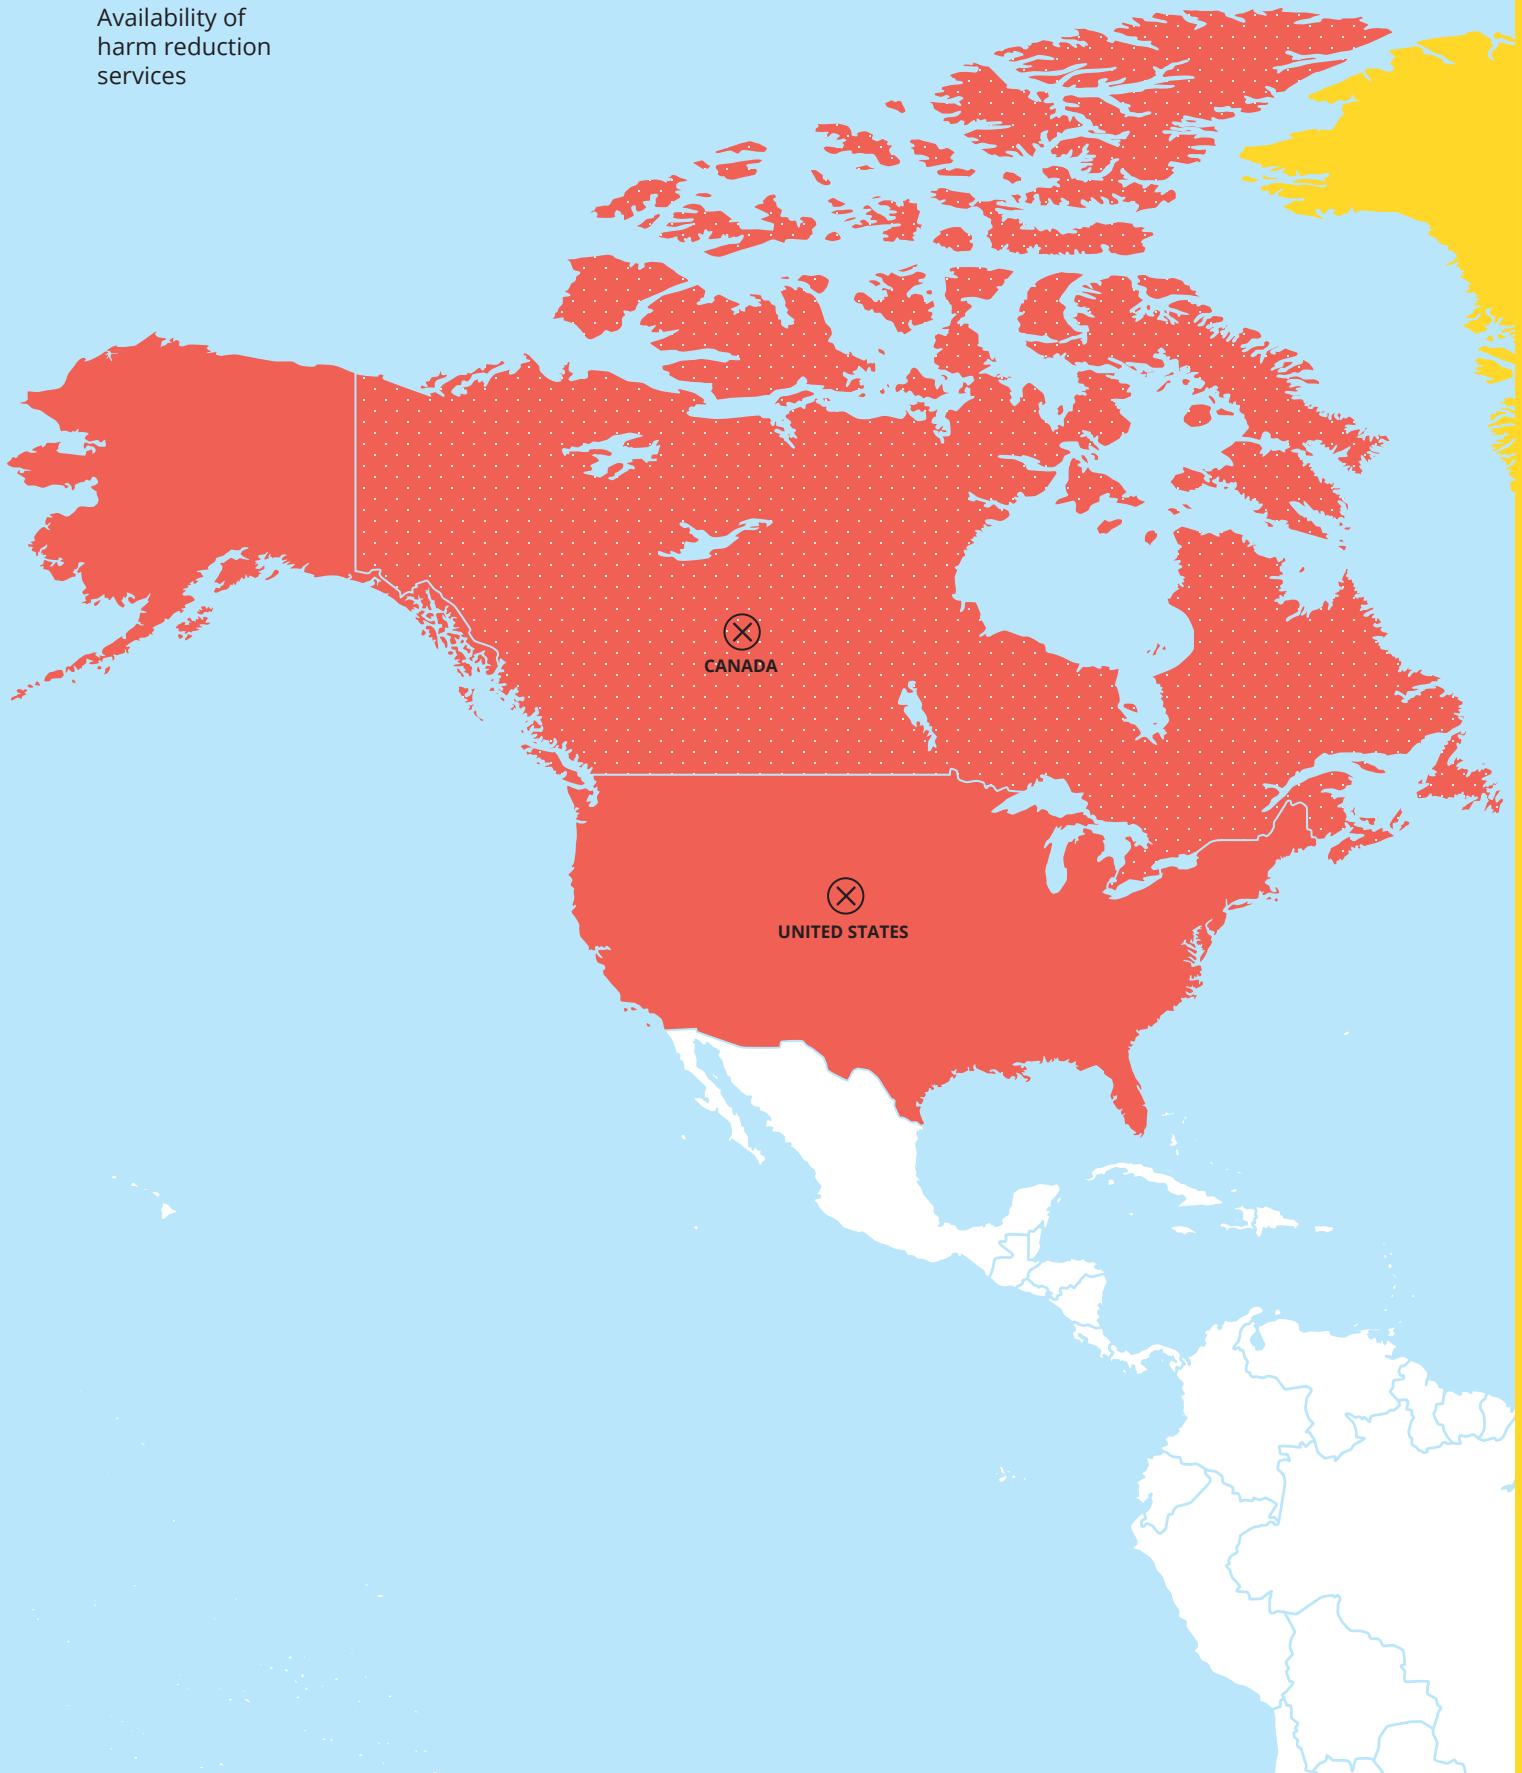 Availability of
harm reduction
services
CANADA
UNITED STATES